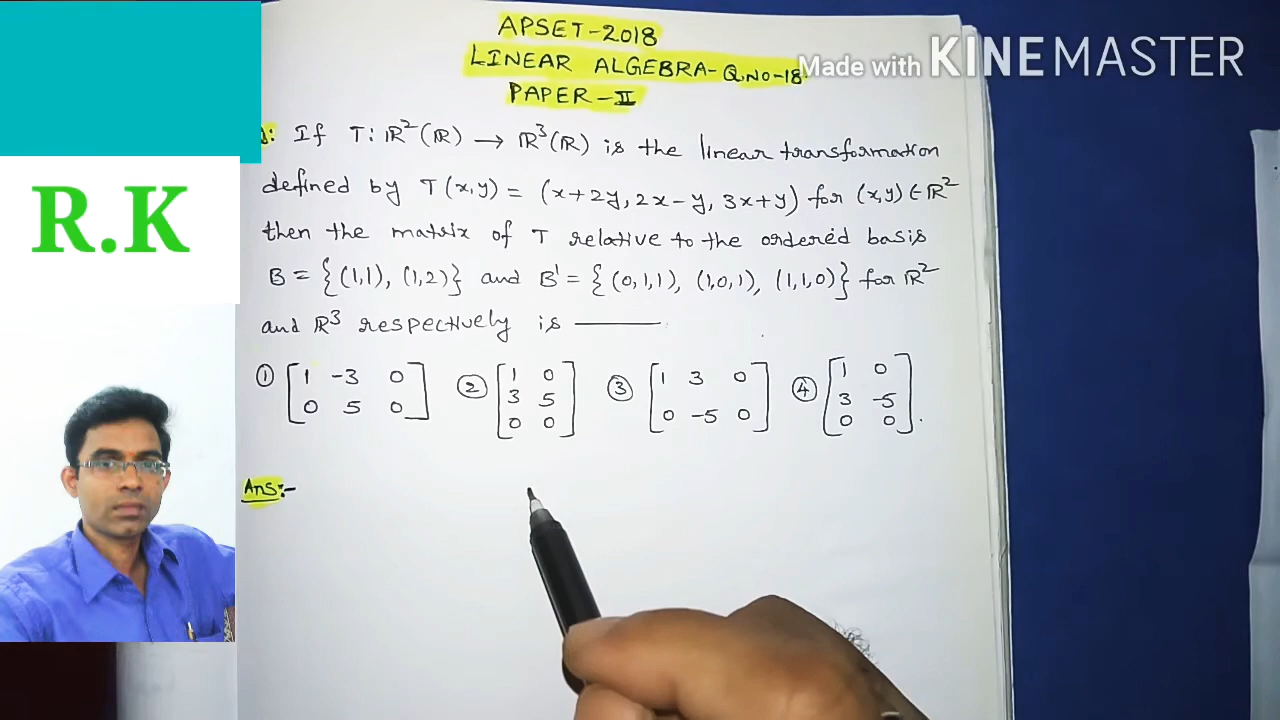 APSET-2018
LINEAR ALGEBRA-Q.NO-18.
PAPER-II
Made with KINEMASTER
R.K
: If T: ℝ²(ℝ) → ℝ³(ℝ) is the linear transformation
defined by T(x,y) = (x+2y, 2x-y, 3x+y) for (x,y) ∈ ℝ²
then the matrix of T relative to the ordered basis
B = {(1,1), (1,2)} and B' = {(0,1,1), (1,0,1), (1,1,0)} for ℝ²
and ℝ³ respectively is ———
① [1 -3 0 ② [1 0 ③ [1 3 0 ④ [1 0
0 5 0] 3 5 0 -5 0] 3 -5
0 0] 0 0].
Ans:-